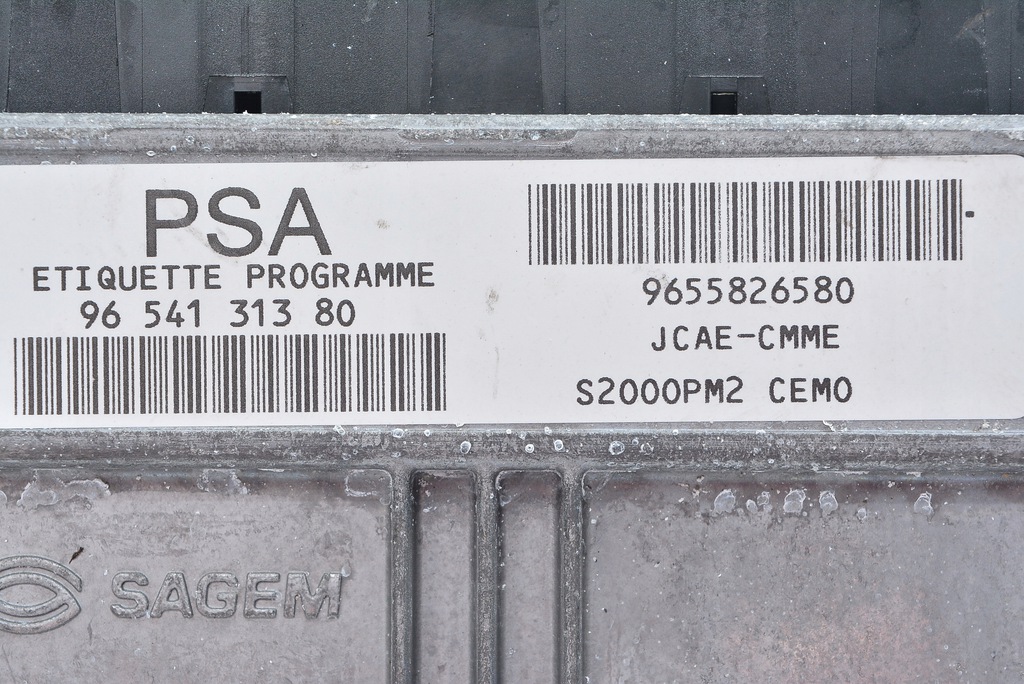 PSA
ETIQUETTE PROGRAMME
96 541 313 80
9655826580
JCAE-CMME
S2000PM2 CEMO
SAGEM